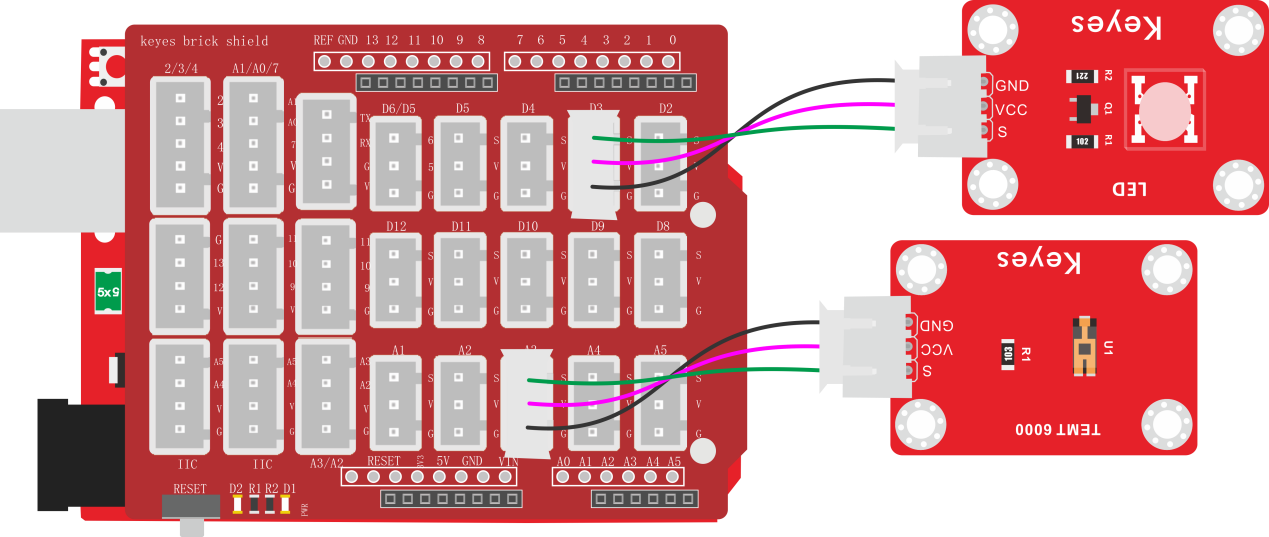 keyes brick shield
REF GND 13 12 11 10 9 8
7 6 5 4 3 2 1 0
2/3/4
A1/A0/7
D6/D5
D5
D4
D3
D2
2
3
4
V
G
A1
A0
7
V
G
TX
RX
G
V
6
5
V
G
S
V
G
S
V
G
D12
D11
D10
D9
D8
G
13
12
V
G
11
10
9
V
G
11
10
9
G
S
V
G
S
V
G
S
V
G
S
V
G
A1
A2
A3
A4
A5
A5
A4
V
G
A5
A4
V
G
A3
A2
V
G
S
V
G
S
V
G
S
V
G
IIC
IIC
A3/A2
RESET 3V3 5V GND VIN
A0 A1 A2 A3 A4 A5
RESET
D2 R1 R2 D1
PWR
5x5
Keyes
GND
VCC
S
221
R2
Q1
102
R1
LED
Keyes
GND
VCC
S
103
R1
U1
TEMT 6000